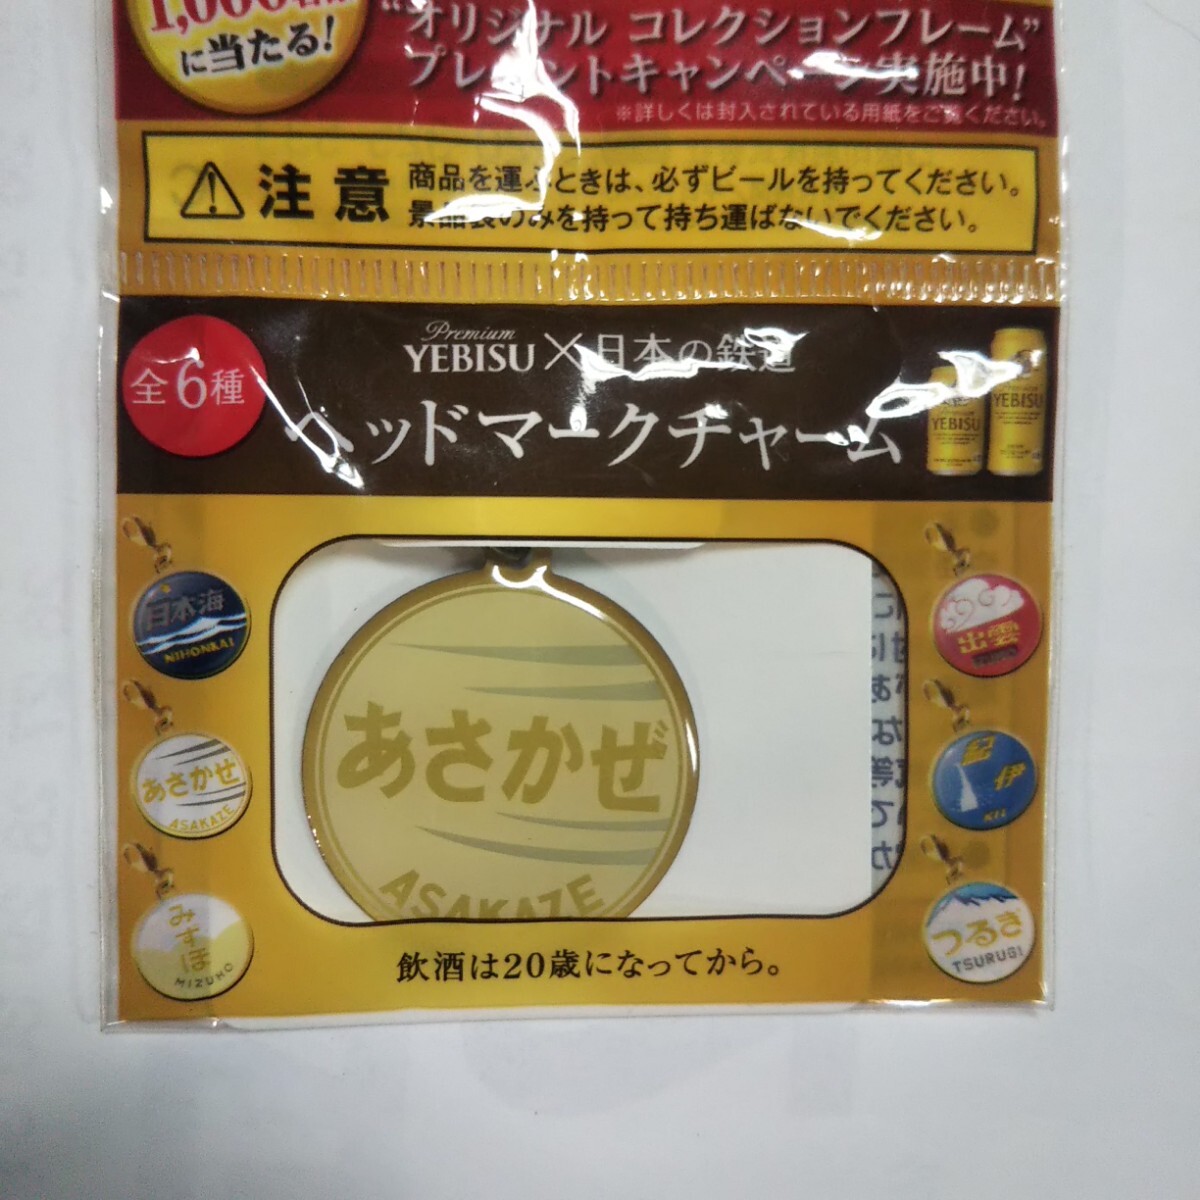 に当たる!
"オリジナル コレクションフレーム"
プレゼントキャンペーン実施中!
※詳しくは封入されている用紙をご覧ください。
注意
商品を運ぶときは、必ずビールを持ってください。
景品袋のみを持って持ち運ばないでください。
全6種
Premium
YEBISU×日本の鉄道
ヘッドマークチャーム
YEBISU
YEBISU
日本海
NIHONKAI
あさかぜ
ASAKAZE
みずほ
MIZUHO
あさかぜ
ASAKAZE
出雲
紀伊
KII
つるぎ
TSURUGI
飲酒は20歳になってから。